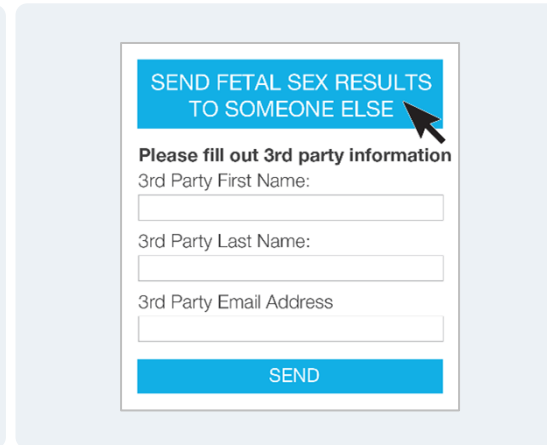 SEND FETAL SEX RESULTS
TO SOMEONE ELSE
Please fill out 3rd party information
3rd Party First Name:
3rd Party Last Name:
3rd Party Email Address
SEND